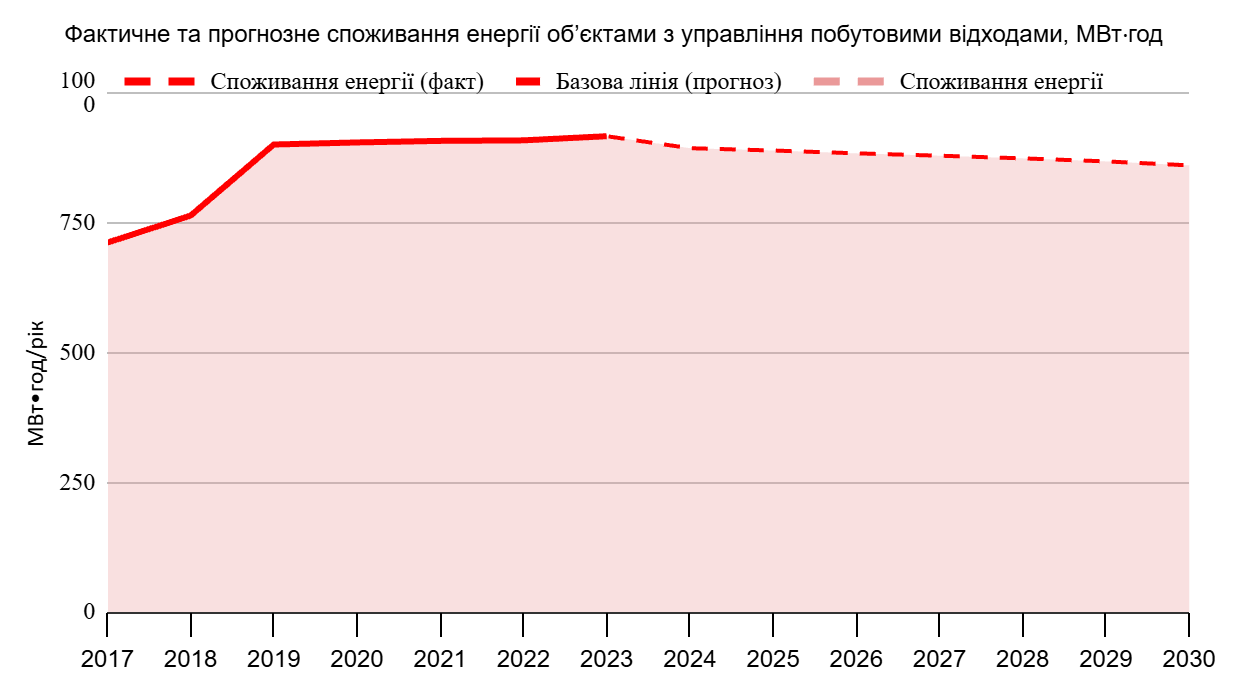 Фактичне та прогнозне споживання енергії об’єктами з управління побутовими відходами, МВт·год
Споживання енергії (факт) Базова лінія (прогноз) Споживання енергії
100
0
750
500
250
0
МВт•год/рік
2017 2018 2019 2020 2021 2022 2023 2024 2025 2026 2027 2028 2029 2030